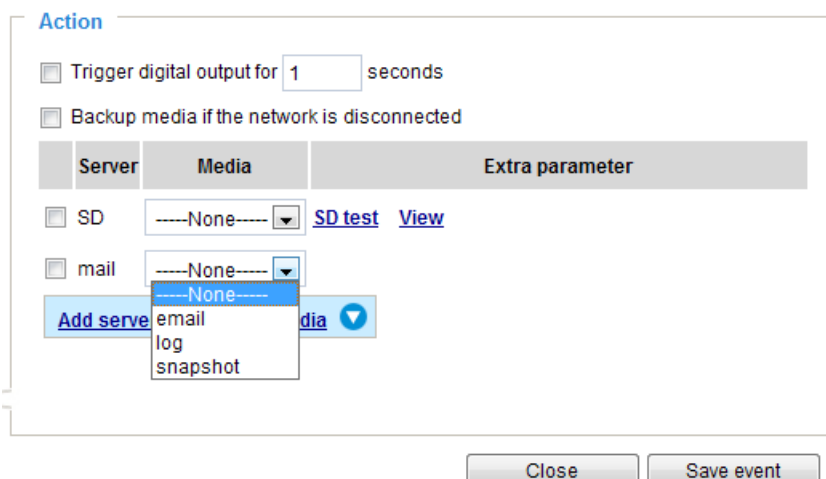 Action
Trigger digital output for 1 seconds
Backup media if the network is disconnected
Server Media Extra parameter
SD -----None----- SD test View
mail -----None-----
-----None-----
Add serve dia
email
log
snapshot
Close Save event